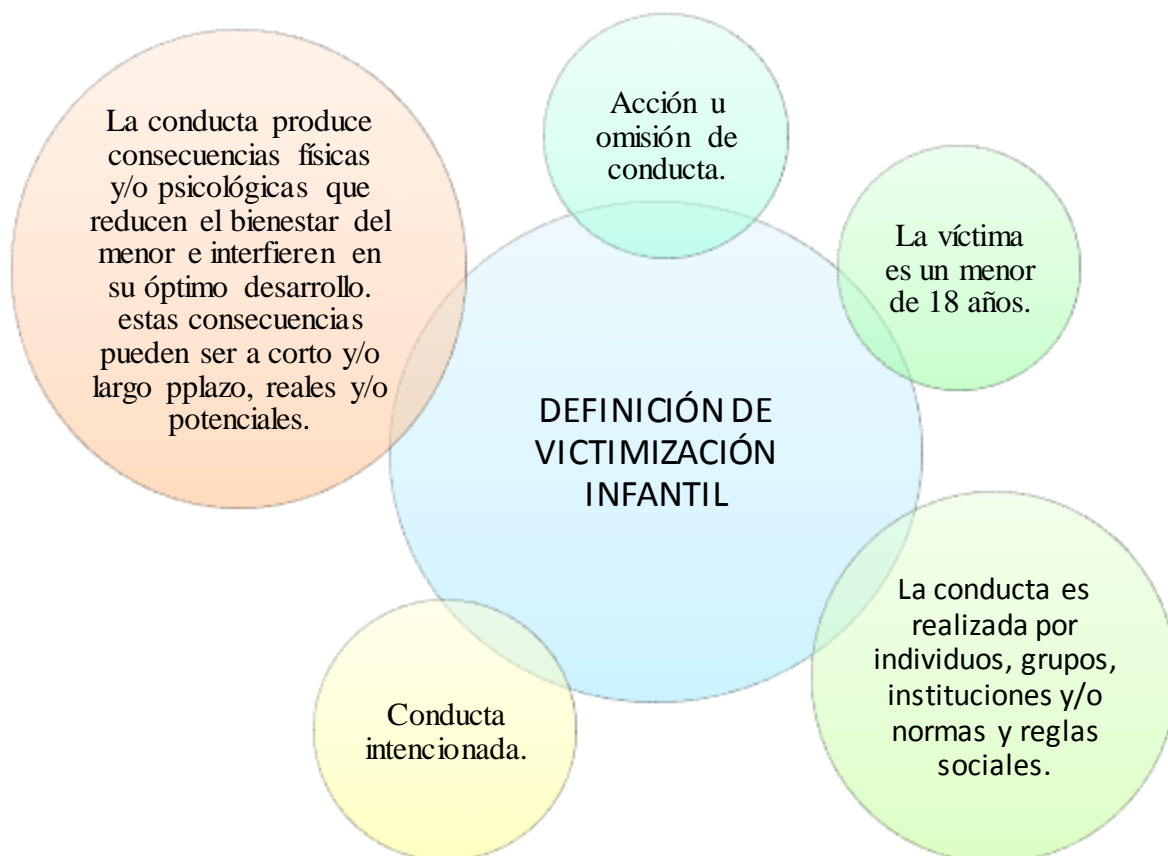 Acción u
omisión de
conducta.
La víctima
es un menor
de 18 años.
La conducta es
realizada por
individuos, grupos,
instituciones y/o
normas y reglas
sociales.
Conducta
intencionada.
La conducta produce
consecuencias físicas
y/o psicológicas que
reducen el bienestar del
menor e interfieren en
su óptimo desarrollo.
estas consecuencias
pueden ser a corto y/o
largo pplazo, reales y/o
potenciales.
DEFINICIÓN DE
VICTIMIZACIÓN
INFANTIL